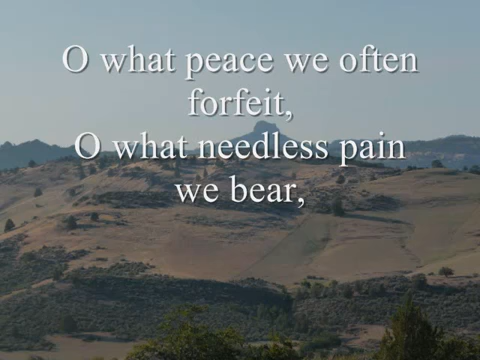 O what peace we often
forfeit,
O what needless pain
we bear,